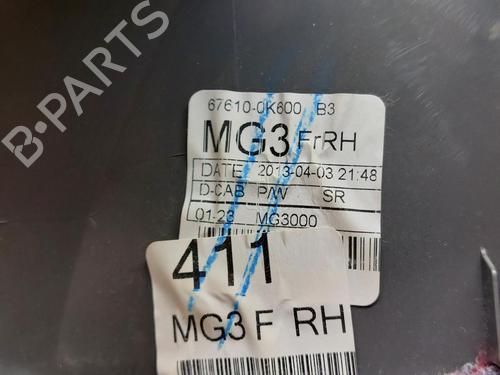 67610-0K600 B3
MG3 FrRH
DATE 2013-04-03 21:48
D-CAB P/W SR
01-23 MG3000
411
MG3 F RH
B-PARTS